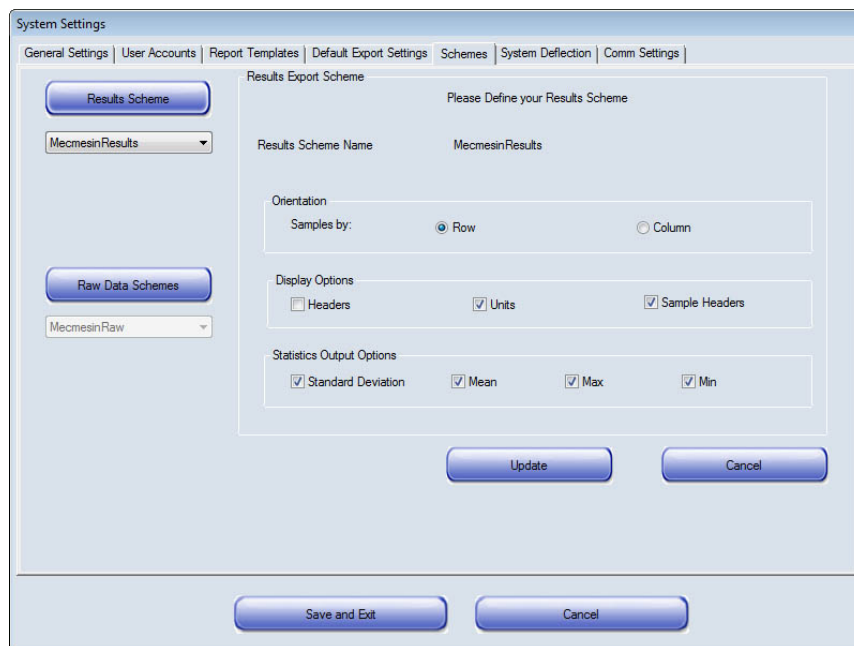 System Settings
General Settings User Accounts Report Templates Default Export Settings Schemes System Deflection Comm Settings
Results Export Scheme
Results Scheme
Please Define your Results Scheme
MecmesinResults
Results Scheme Name MecmesinResults
Orientation
Samples by: Row Column
Raw Data Schemes
Display Options
Headers Units Sample Headers
MecmesinRaw
Statistics Output Options
Standard Deviation Mean Max Min
Update Cancel
Save and Exit Cancel